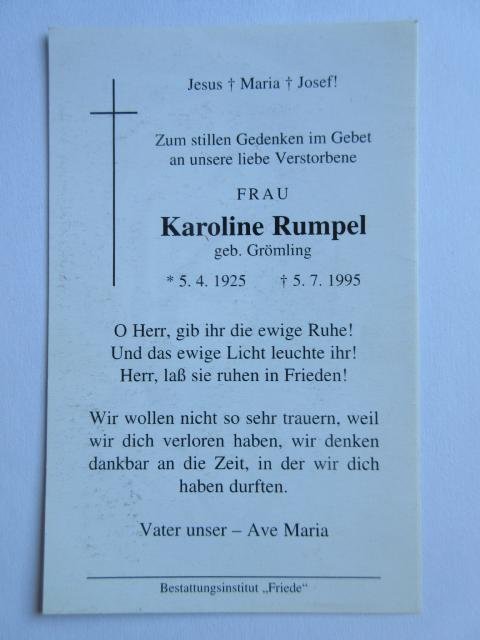 Jesus † Maria † Josef!
Zum stillen Gedenken im Gebet
an unsere liebe Verstorbene
FRAU
Karoline Rumpel
geb. Grömling
* 5. 4. 1925 † 5. 7. 1995
O Herr, gib ihr die ewige Ruhe!
Und das ewige Licht leuchte ihr!
Herr, laß sie ruhen in Frieden!
Wir wollen nicht so sehr trauern, weil
wir dich verloren haben, wir denken
dankbar an die Zeit, in der wir dich
haben durften.
Vater unser – Ave Maria
Bestattungsinstitut „Friede“